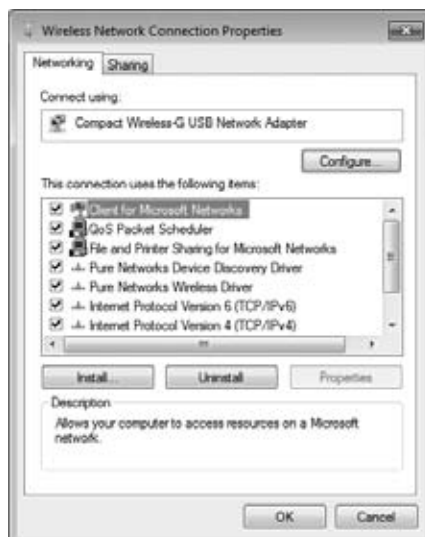 Wireless Network Connection Properties
Networking Sharing
Connect using:
Compact Wireless-G USB Network Adapter
Configure...
This connection uses the following items:
Client for Microsoft Networks
QoS Packet Scheduler
File and Printer Sharing for Microsoft Networks
Pure Networks Device Discovery Driver
Pure Networks Wireless Driver
Internet Protocol Version 6 (TCP/IPv6)
Internet Protocol Version 4 (TCP/IPv4)
Install... Uninstall Properties
Description
Allows your computer to access resources on a Microsoft
network.
OK Cancel